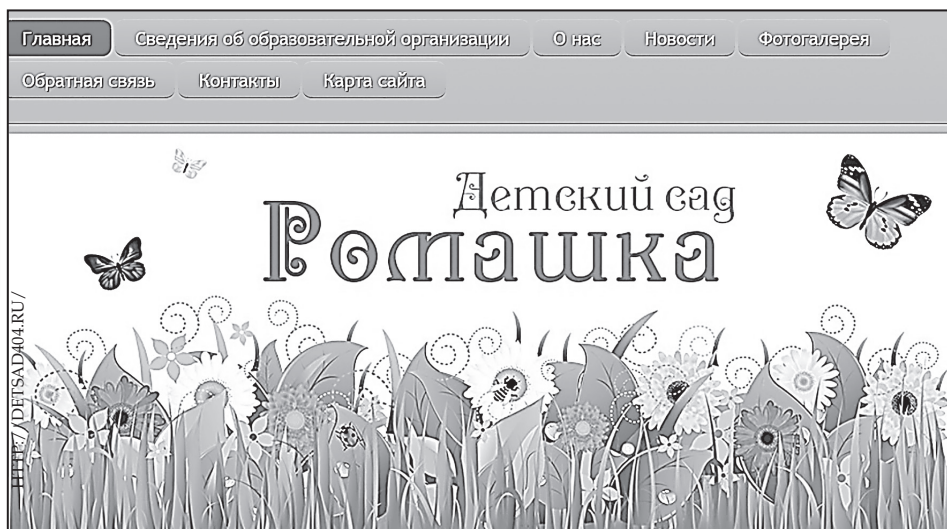 Главная Сведения об образовательной организации О нас Новости Фотогалерея
Обратная связь Контакты Карта сайта
Детский сад
Ромашка
HTTP://DETSAD404.RU/